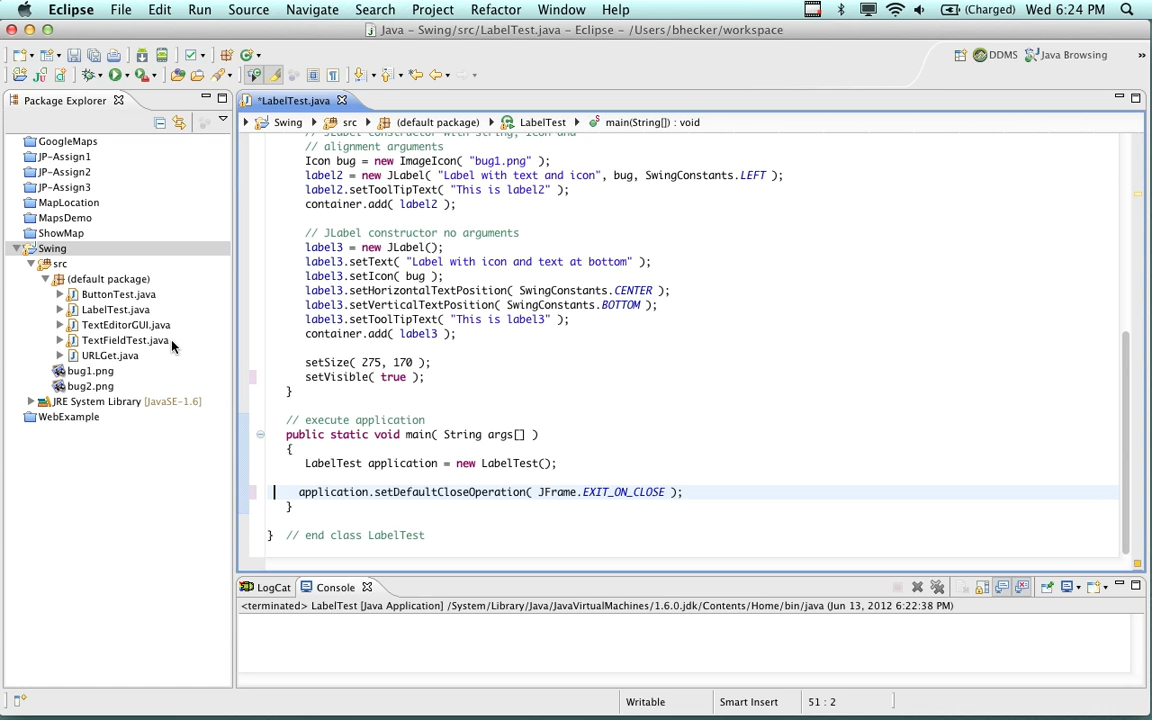 Eclipse File Edit Run Source Navigate Search Project Refactor Window Help (Charged) Wed 6:24 PM
Java – Swing/src/LabelTest.java – Eclipse – /Users/bhecker/workspace
DDMS Java Browsing »
Package Explorer
*LabelTest.java
Swing src (default package) LabelTest main(String[]) : void
GoogleMaps
JP-Assign1
JP-Assign2
JP-Assign3
MapLocation
MapsDemo
ShowMap
Swing
src
(default package)
ButtonTest.java
LabelTest.java
TextEditorGUI.java
TextFieldTest.java
URLGet.java
bug1.png
bug2.png
JRE System Library [JavaSE-1.6]
WebExample
// JLabel constructor with string, Icon and
// alignment arguments
Icon bug = new ImageIcon( "bug1.png" );
label2 = new JLabel( "Label with text and icon", bug, SwingConstants.LEFT );
label2.setToolTipText( "This is label2" );
container.add( label2 );
// JLabel constructor no arguments
label3 = new JLabel();
label3.setText( "Label with icon and text at bottom" );
label3.setIcon( bug );
label3.setHorizontalTextPosition( SwingConstants.CENTER );
label3.setVerticalTextPosition( SwingConstants.BOTTOM );
label3.setToolTipText( "This is label3" );
container.add( label3 );
setSize( 275, 170 );
setVisible( true );
}
// execute application
public static void main( String args[] )
{
LabelTest application = new LabelTest();
application.setDefaultCloseOperation( JFrame.EXIT_ON_CLOSE );
}
} // end class LabelTest
LogCat Console
<terminated> LabelTest [Java Application] /System/Library/Java/JavaVirtualMachines/1.6.0.jdk/Contents/Home/bin/java (Jun 13, 2012 6:22:38 PM)
Writable Smart Insert 51 : 2